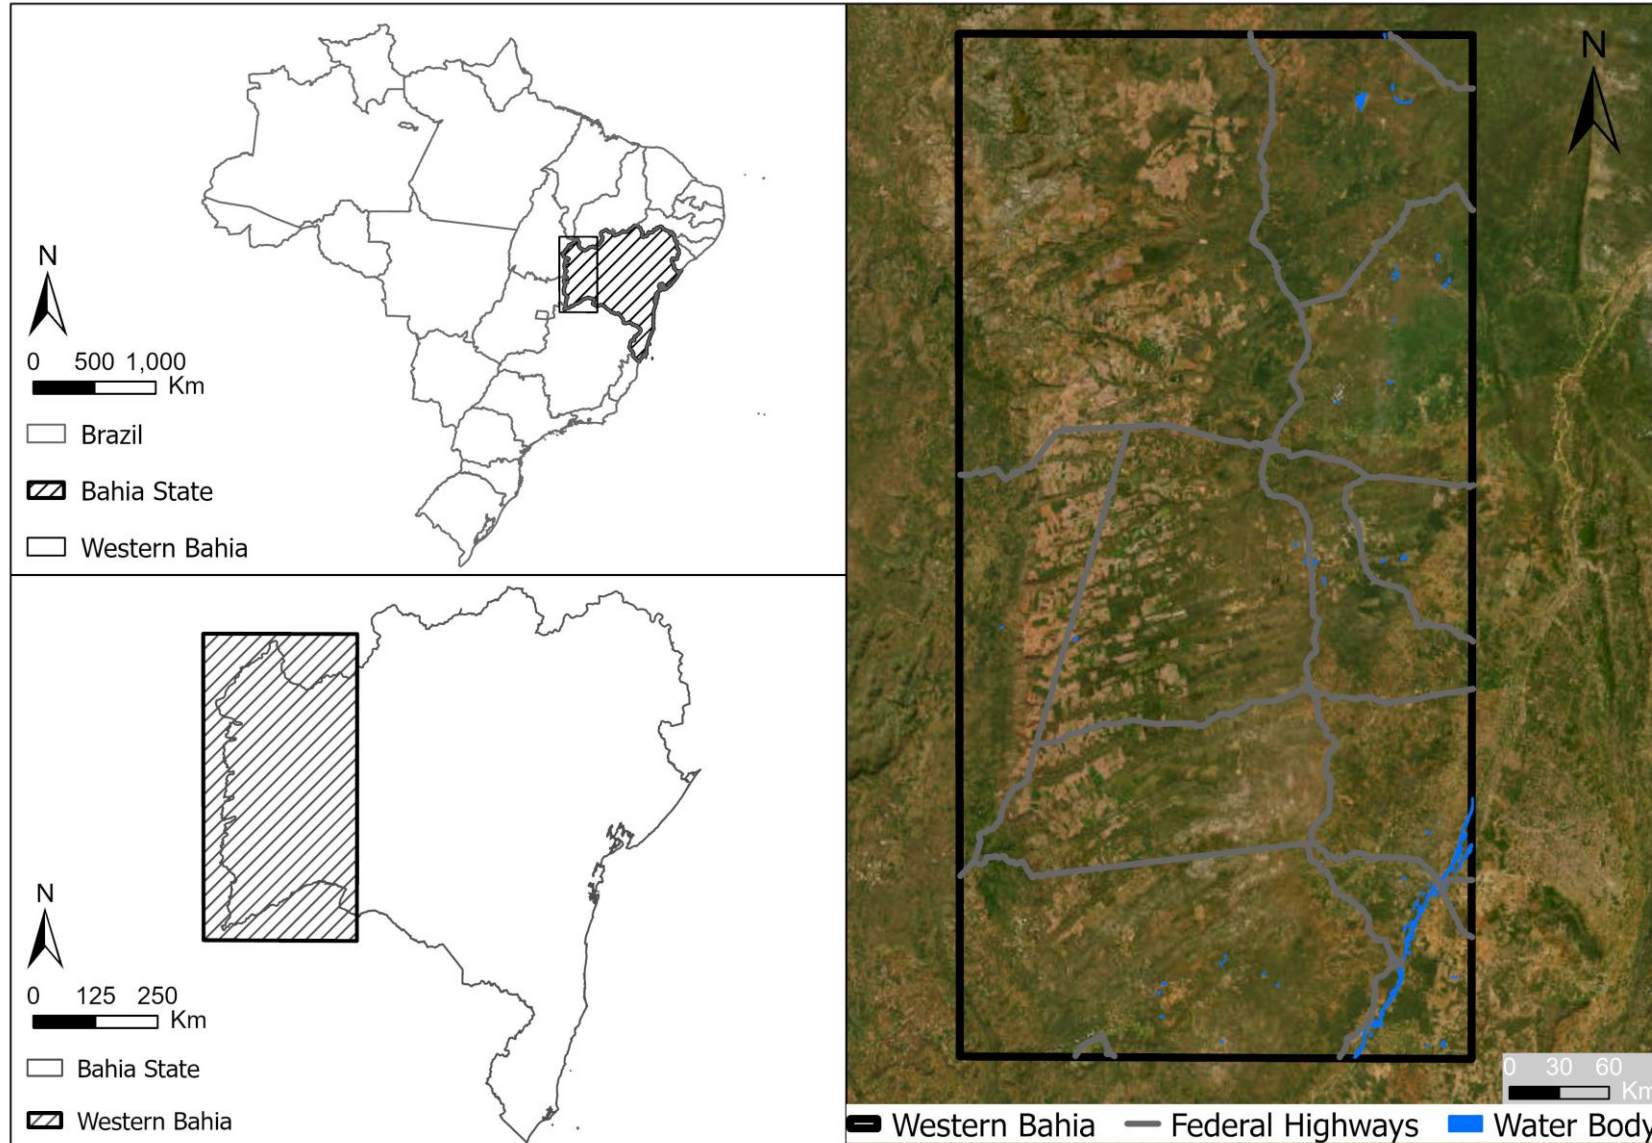 N
0 500 1,000
Km
Brazil
Bahia State
Western Bahia
N
0 125 250
Km
Bahia State
Western Bahia
N
0 30 60
Km
Western Bahia Federal Highways Water Body